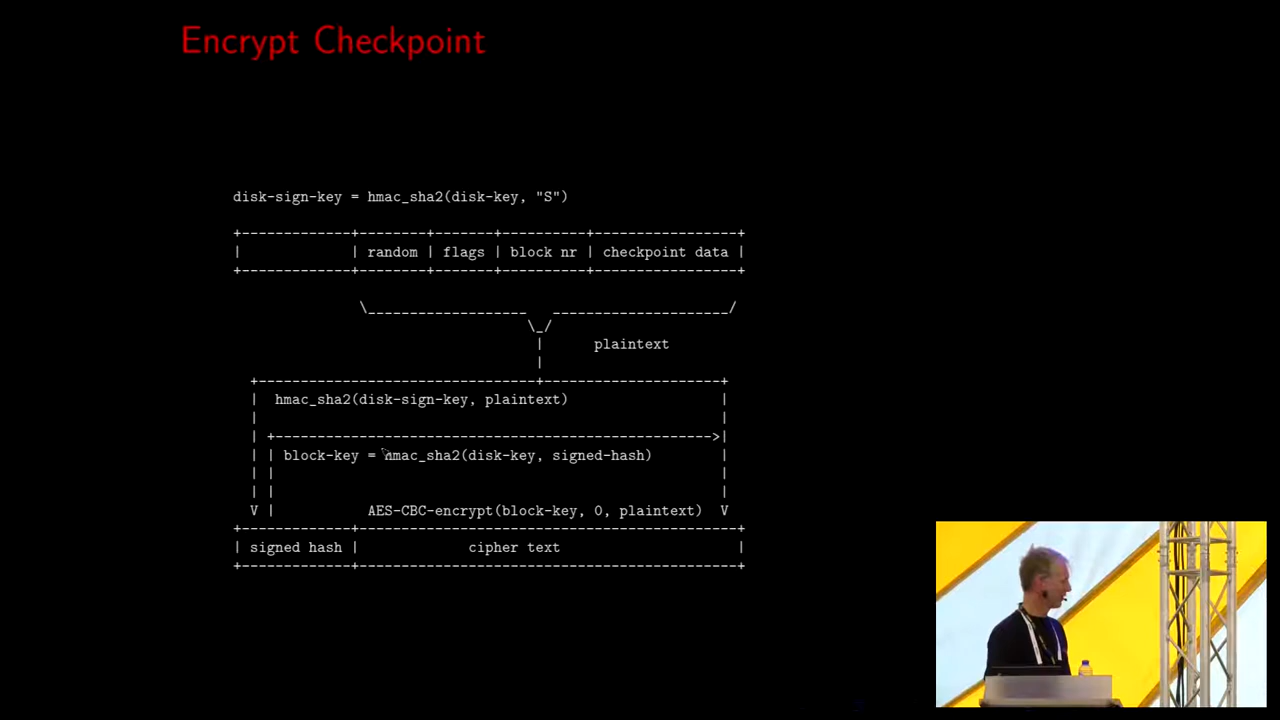 Encrypt Checkpoint
disk-sign-key = hmac_sha2(disk-key, "S")
+-------------+--------+-------+----------+-----------------+
|             | random | flags | block nr | checkpoint data |
+-------------+--------+-------+----------+-----------------+
\___________________   _____________________/
\_/
|      plaintext
|
+---------------------------------+---------------------+
|  hmac_sha2(disk-sign-key, plaintext)                  |
|                                                       |
| +---------------------------------------------------->|
| | block-key = hmac_sha2(disk-key, signed-hash)        |
| |                                                     |
| |                                                     |
V |           AES-CBC-encrypt(block-key, 0, plaintext)  V
+-------------+---------------------------------------------+
| signed hash |             cipher text                     |
+-------------+---------------------------------------------+